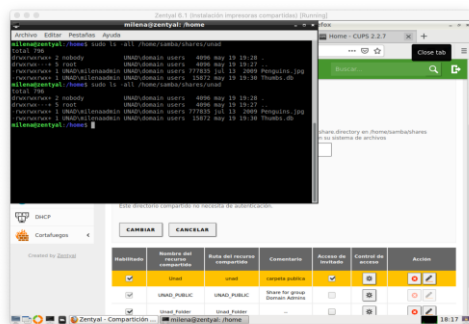 Zentyal 6.1 (Instalación Impresoras compartidas) [Running]
milena@zentyal: /home
Archivo Editar Pestañas Ayuda
milena@zentyal:/home$ sudo ls -all /home/samba/shares/unad
total 796
drwxrwxrwx+ 2 nobody UNAD\domain users 4096 may 19 19:28 .
drwxrwx---+ 5 root UNAD\domain users 4096 may 19 19:27 ..
-rwxrwxrwx+ 1 UNAD\milenaadmin UNAD\domain users 777835 jul 13 2009 Penguins.jpg
-rwxrwxrwx+ 1 UNAD\milenaadmin UNAD\domain users 15872 may 19 19:30 Thumbs.db
milena@zentyal:/home$ sudo ls -all /home/samba/shares/unad
total 796
drwxrwxrwx+ 2 nobody UNAD\domain users 4096 may 19 19:28 .
drwxrwx---+ 5 root UNAD\domain users 4096 may 19 19:27 ..
-rwxrwxrwx+ 1 UNAD\milenaadmin UNAD\domain users 777835 jul 13 2009 Penguins.jpg
-rwxrwxrwx+ 1 UNAD\milenaadmin UNAD\domain users 15872 may 19 19:30 Thumbs.db
milena@zentyal:/home$
Home - CUPS 2.2.7
Close tab
Buscar...
share.directory en /home/samba/shares
en su sistema de archivos
Este directorio compartido no necesita de autenticación.
CAMBIAR CANCELAR
DHCP
Cortafuegos
Created by Zentyal
Habilitado Nombre del recurso compartido Ruta del recurso compartido Comentario Acceso de invitado Control de acceso Acción
Unad unad carpeta publica
UNAD_PUBLIC UNAD_PUBLIC Share for group Domain Admins
Unad_Folder Unad_Folder --
Zentyal - Compartición ... milena@zentyal: /home 18:17